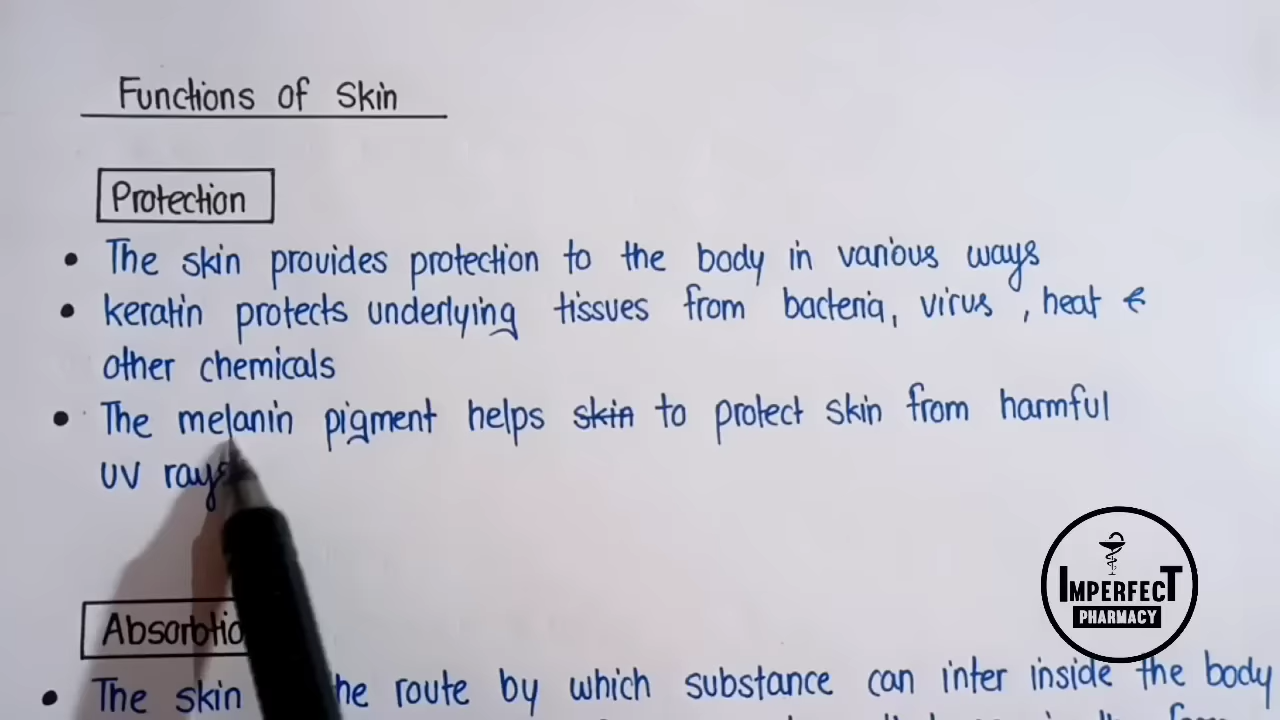 Functions of Skin
Protection
• The skin provides protection to the body in various ways
• keratin protects underlying tissues from bacteria, virus, heat &
other chemicals
• The melanin pigment helps skin to protect skin from harmful
UV rays
IMPERFECT
PHARMACY
• The skin route by which substance can inter inside the body